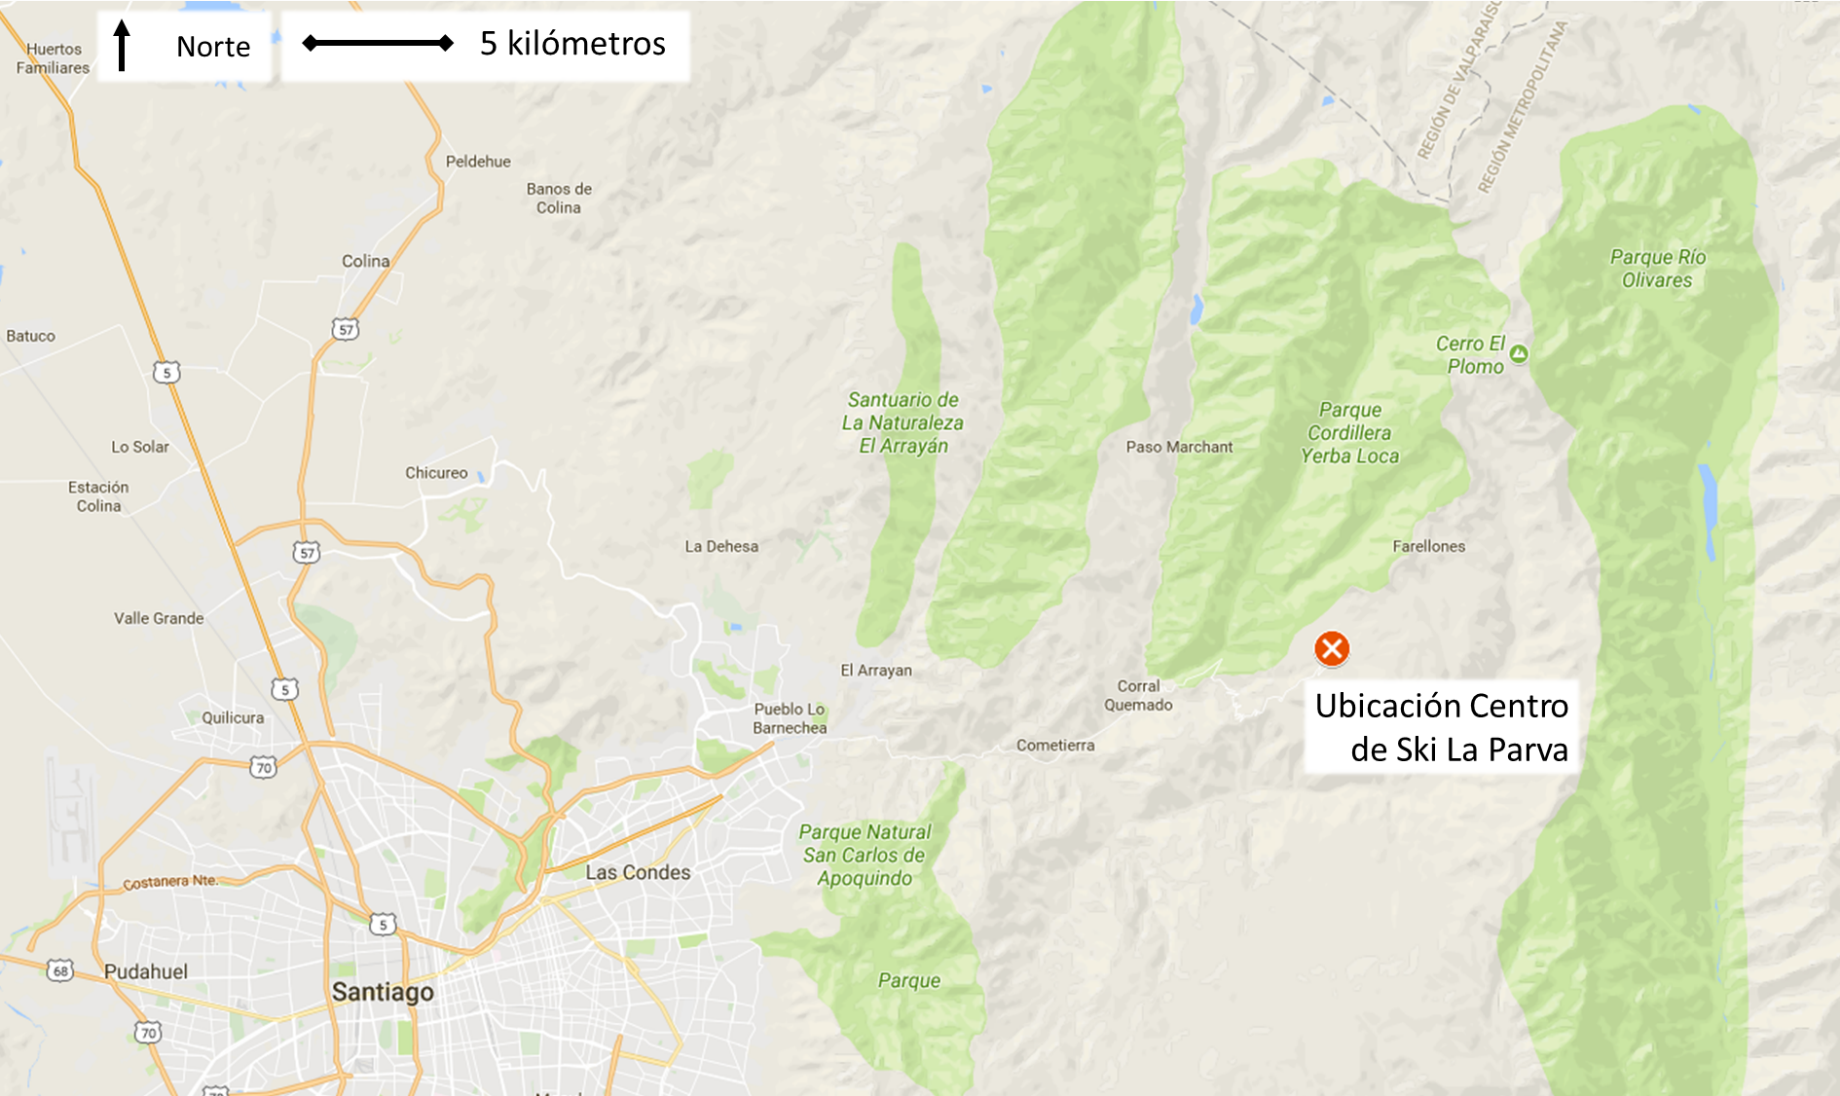 Norte
5 kilómetros
Huertos
Familiares
REGIÓN DE VALPARAÍSO
REGIÓN METROPOLITANA
Peldehue
Banos de
Colina
Colina
Parque Río
Olivares
57
Batuco
5
Cerro El
Plomo
Santuario de
La Naturaleza
El Arrayán
Parque
Cordillera
Yerba Loca
Lo Solar
Paso Marchant
Chicureo
Estación
Colina
La Dehesa
Farellones
57
Valle Grande
El Arrayan
5
Corral
Quemado
Ubicación Centro
de Ski La Parva
Quilicura
Pueblo Lo
Barnechea
Cometierra
70
Parque Natural
San Carlos de
Apoquindo
Las Condes
Costanera Nte.
5
68
Pudahuel
Parque
Santiago
70